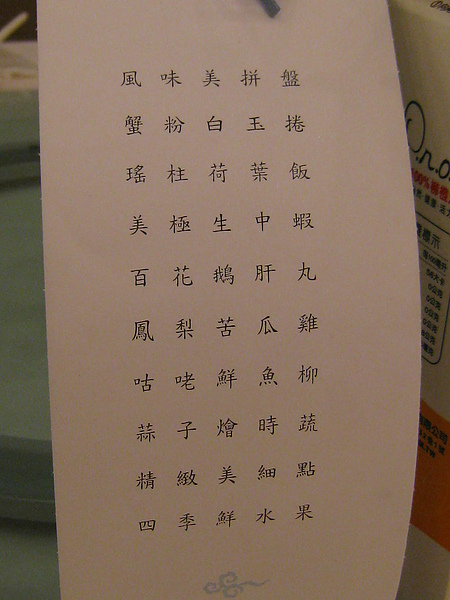 風味美拼盤
蟹粉白玉捲
瑤柱荷葉飯
美極生中蝦
百花鵝肝丸
鳳梨苦瓜雞
咕咾鮮魚柳
蒜子燴時蔬
精緻美細點
四季鮮水果